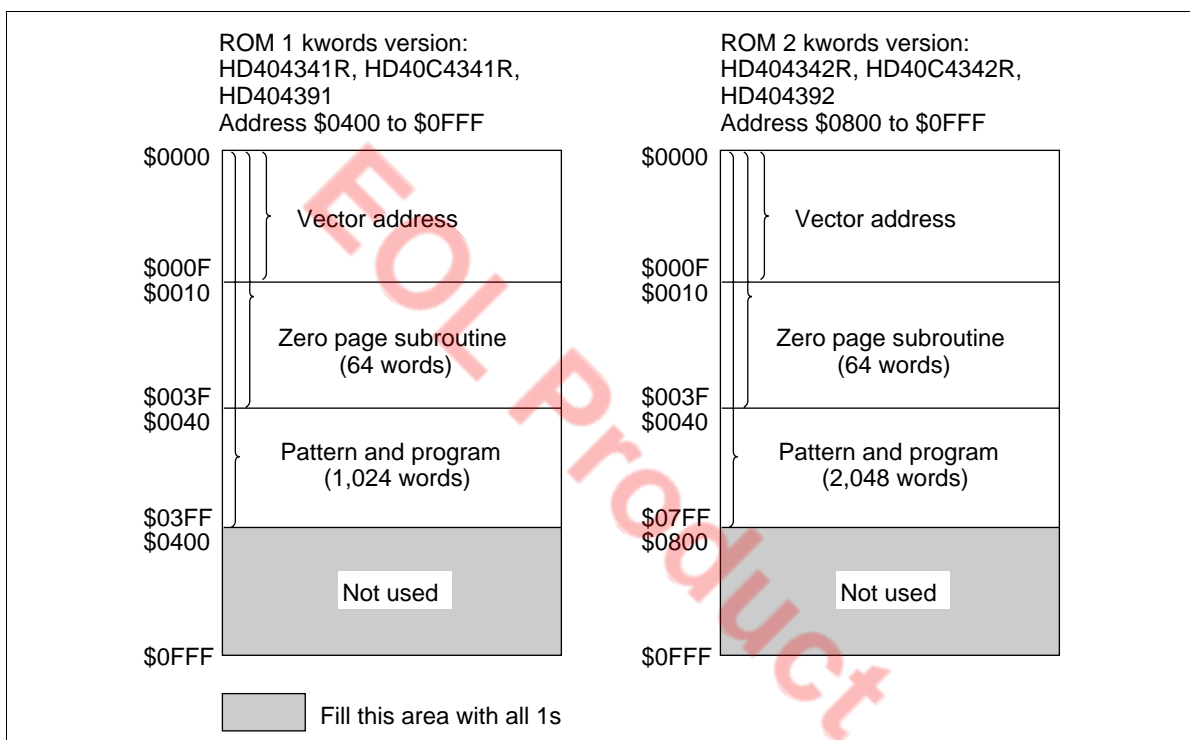 ROM 1 kwords version:
HD404341R, HD40C4341R,
HD404391
Address $0400 to $0FFF
$0000
Vector address
$000F
$0010
Zero page subroutine
(64 words)
$003F
$0040
Pattern and program
(1,024 words)
$03FF
$0400
Not used
$0FFF
ROM 2 kwords version:
HD404342R, HD40C4342R,
HD404392
Address $0800 to $0FFF
$0000
Vector address
$000F
$0010
Zero page subroutine
(64 words)
$003F
$0040
Pattern and program
(2,048 words)
$07FF
$0800
Not used
$0FFF
Fill this area with all 1s
EOL Product